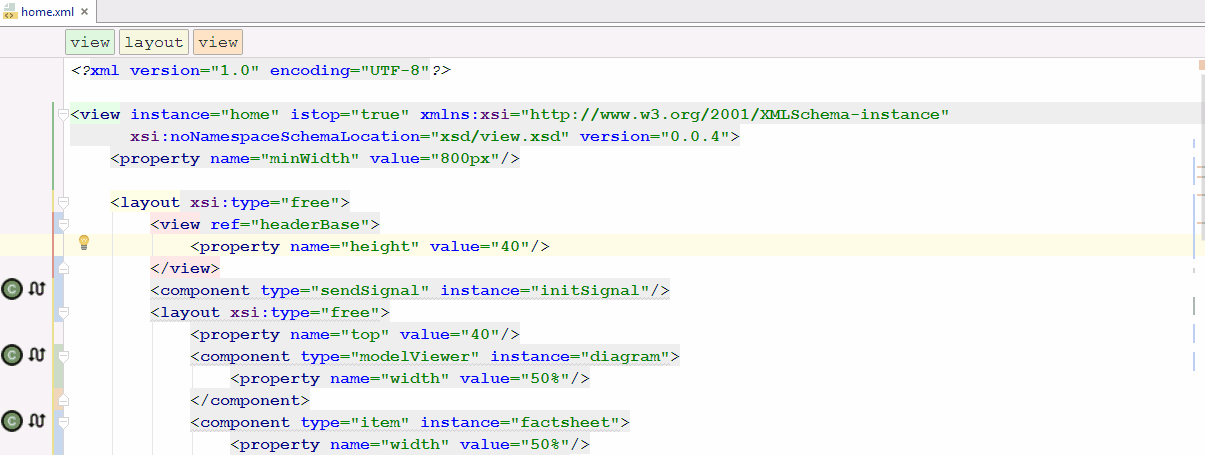 home.xml
view layout view
<?xml version="1.0" encoding="UTF-8"?>
<view instance="home" istop="true" xmlns:xsi="http://www.w3.org/2001/XMLSchema-instance"
xsi:noNamespaceSchemaLocation="xsd/view.xsd" version="0.0.4">
<property name="minWidth" value="800px"/>
<layout xsi:type="free">
<view ref="headerBase">
<property name="height" value="40"/>
</view>
<component type="sendSignal" instance="initSignal"/>
<layout xsi:type="free">
<property name="top" value="40"/>
<component type="modelViewer" instance="diagram">
<property name="width" value="50%"/>
</component>
<component type="item" instance="factsheet">
<property name="width" value="50%"/>